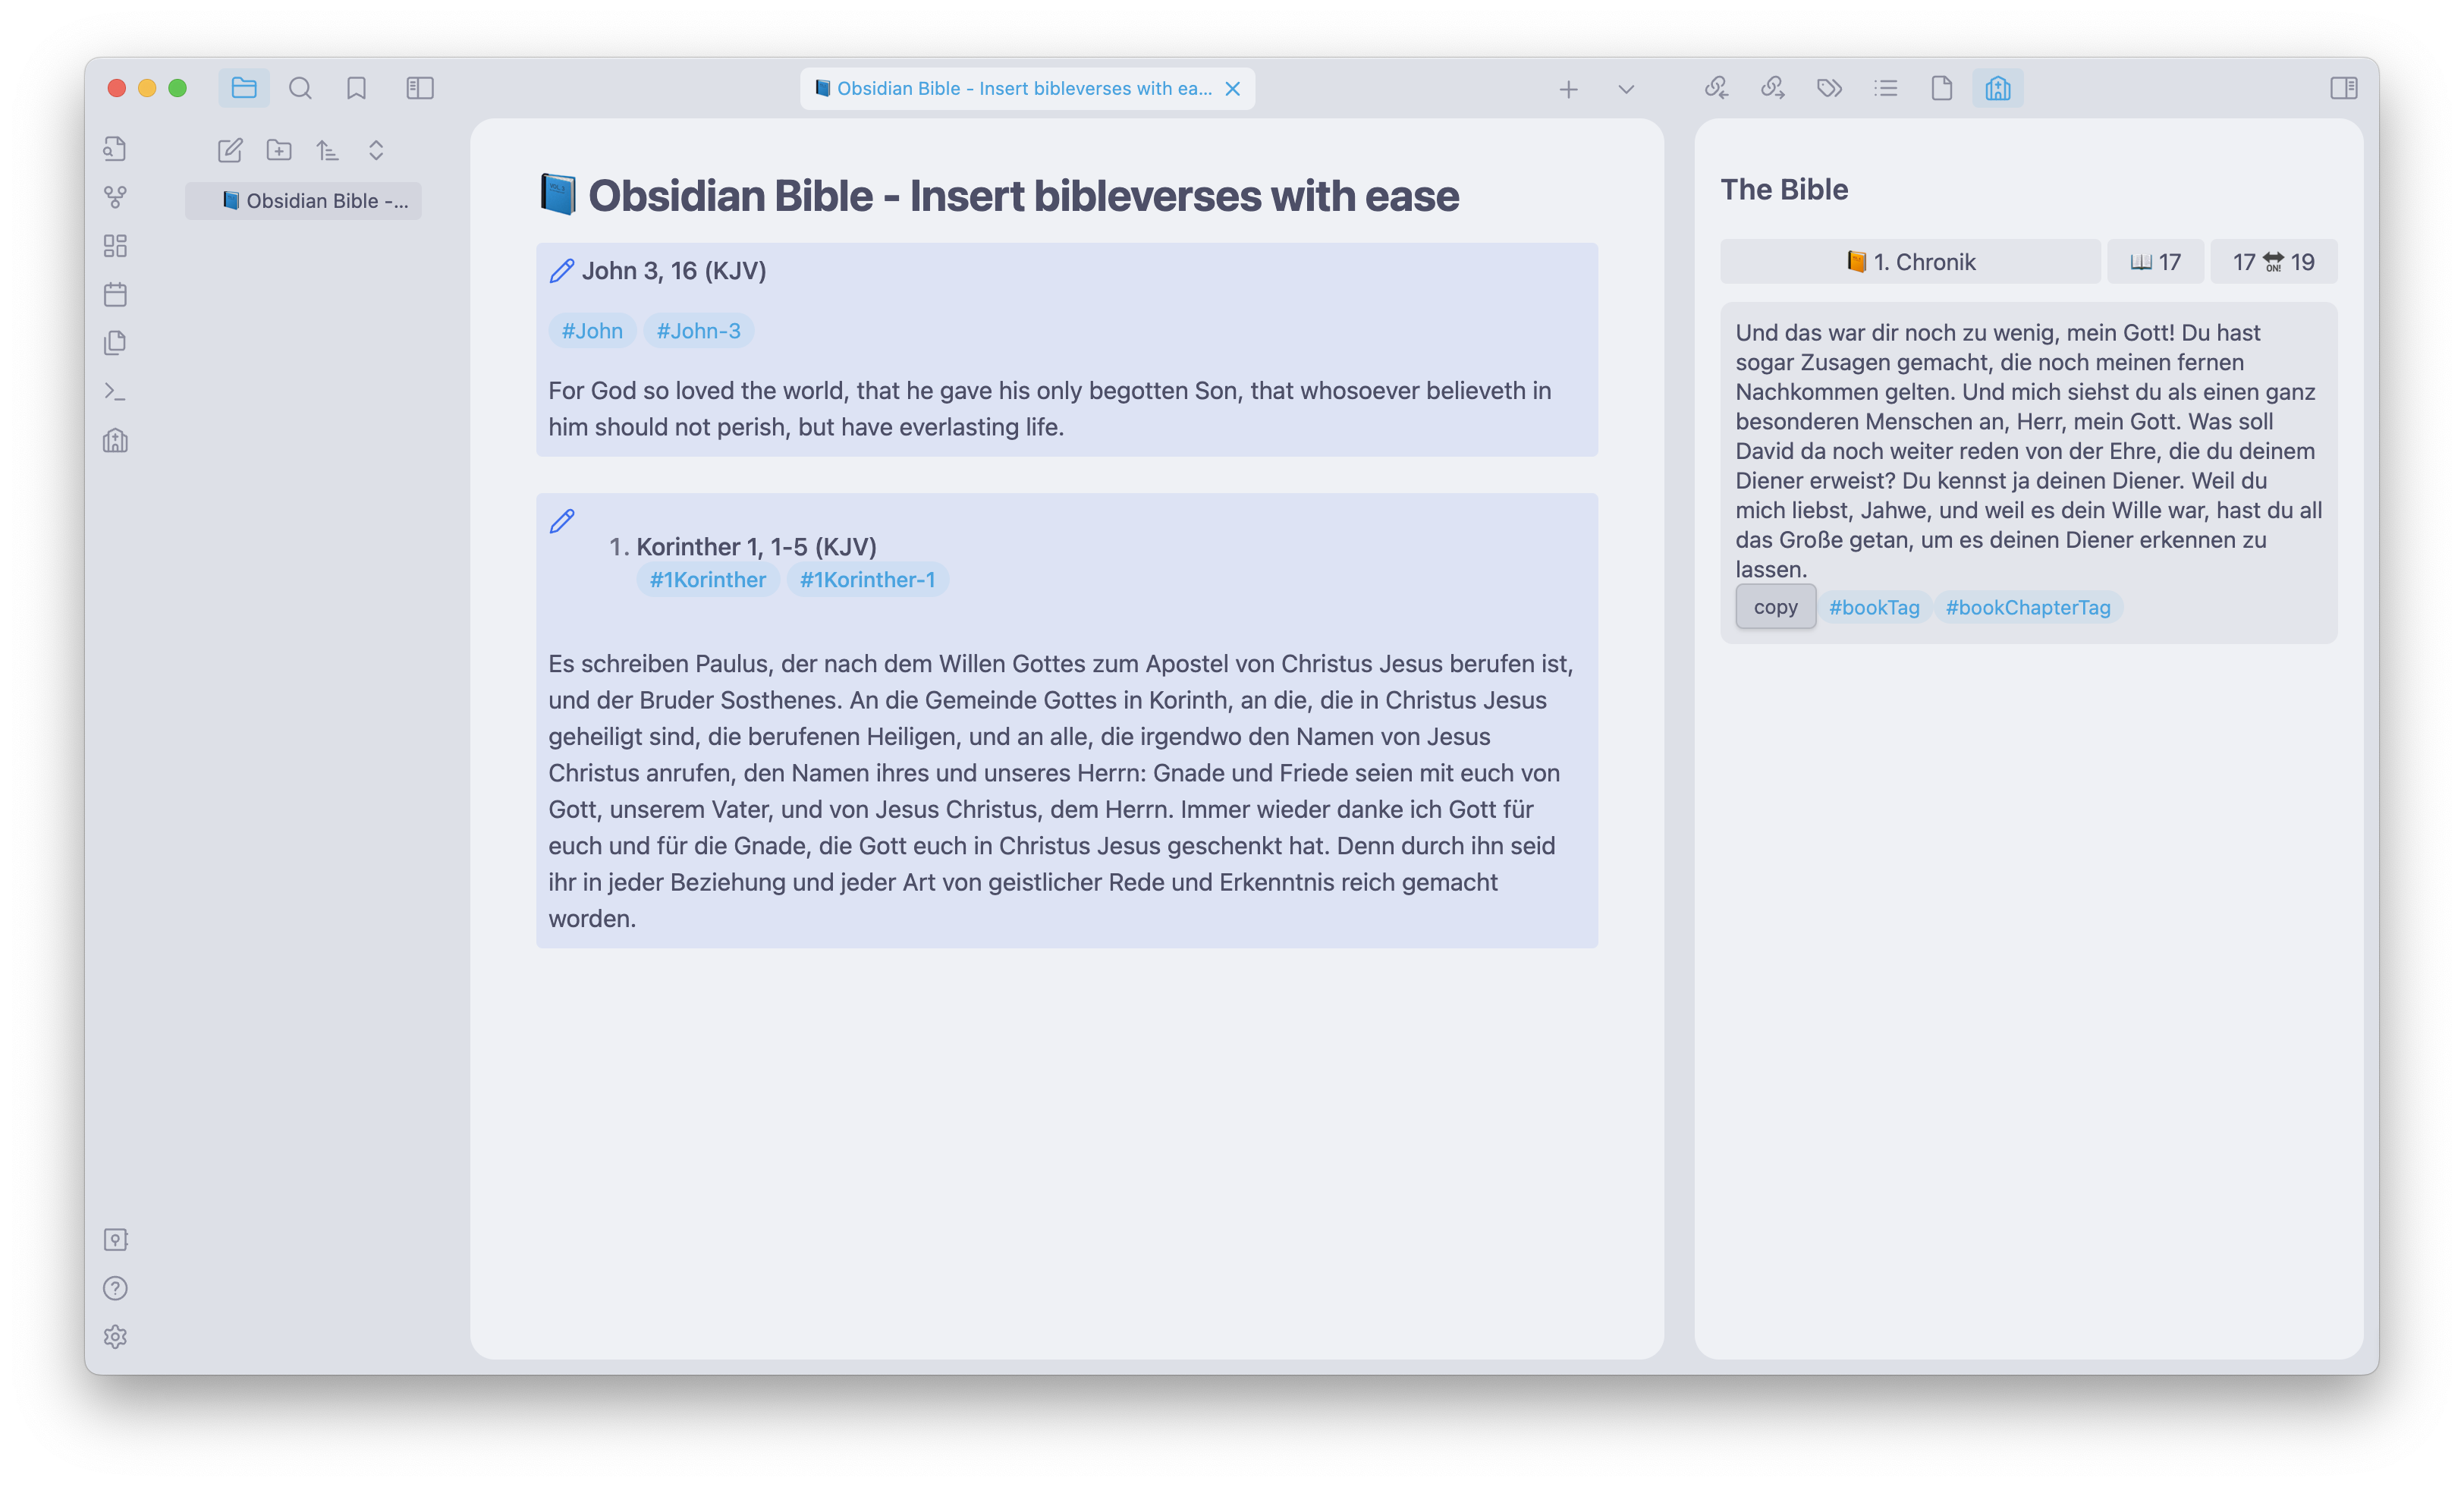 Obsidian Bible - Insert bibleverses with ea...
Obsidian Bible -...
Obsidian Bible - Insert bibleverses with ease
John 3, 16 (KJV)
#John #John-3
For God so loved the world, that he gave his only begotten Son, that whosoever believeth in
him should not perish, but have everlasting life.
1. Korinther 1, 1-5 (KJV)
#1Korinther #1Korinther-1
Es schreiben Paulus, der nach dem Willen Gottes zum Apostel von Christus Jesus berufen ist,
und der Bruder Sosthenes. An die Gemeinde Gottes in Korinth, an die, die in Christus Jesus
geheiligt sind, die berufenen Heiligen, und an alle, die irgendwo den Namen von Jesus
Christus anrufen, den Namen ihres und unseres Herrn: Gnade und Friede seien mit euch von
Gott, unserem Vater, und von Jesus Christus, dem Herrn. Immer wieder danke ich Gott für
euch und für die Gnade, die Gott euch in Christus Jesus geschenkt hat. Denn durch ihn seid
ihr in jeder Beziehung und jeder Art von geistlicher Rede und Erkenntnis reich gemacht
worden.
The Bible
1. Chronik 17 17 ON! 19
Und das war dir noch zu wenig, mein Gott! Du hast
sogar Zusagen gemacht, die noch meinen fernen
Nachkommen gelten. Und mich siehst du als einen ganz
besonderen Menschen an, Herr, mein Gott. Was soll
David da noch weiter reden von der Ehre, die du deinem
Diener erweist? Du kennst ja deinen Diener. Weil du
mich liebst, Jahwe, und weil es dein Wille war, hast du all
das Große getan, um es deinen Diener erkennen zu
lassen.
copy #bookTag #bookChapterTag